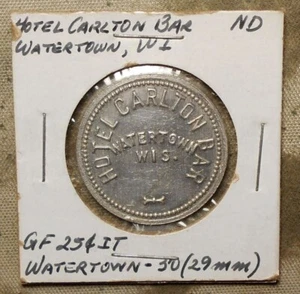 HOTEL CARLTON BAR ND
WATERTOWN, WI
HOTEL CARLTON BAR
WATERTOWN
WIS.
GF 25¢ IT
WATERTOWN - 50 (29mm)